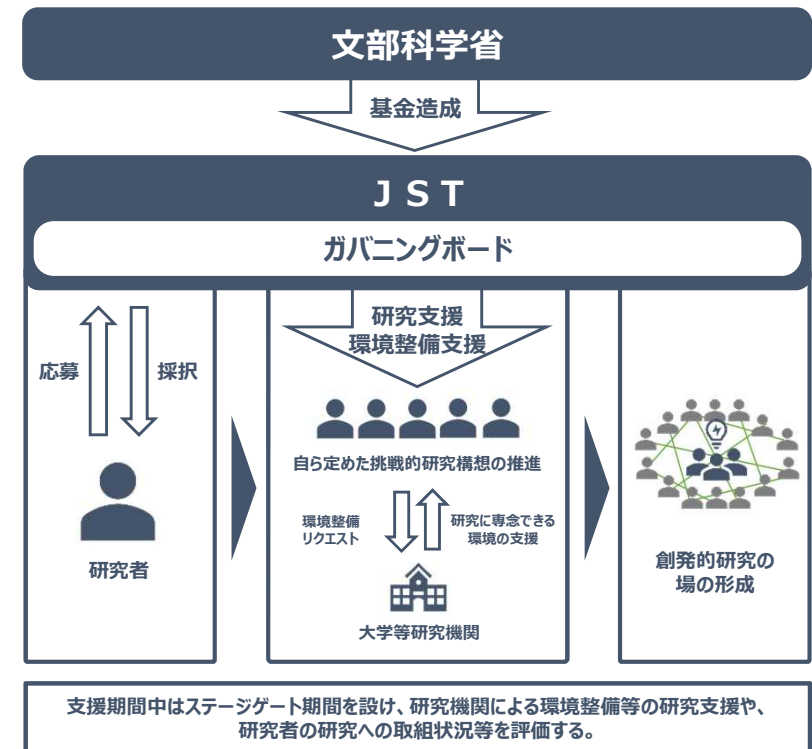 文部科学省
基金造成
ＪＳＴ
ガバニングボード
応募
採択
研究者
研究支援
環境整備支援
自ら定めた挑戦的研究構想の推進
環境整備
リクエスト
研究に専念できる
環境の支援
大学等研究機関
創発的研究の
場の形成
支援期間中はステージゲート期間を設け、研究機関による環境整備等の研究支援や、
研究者の研究への取組状況等を評価する。